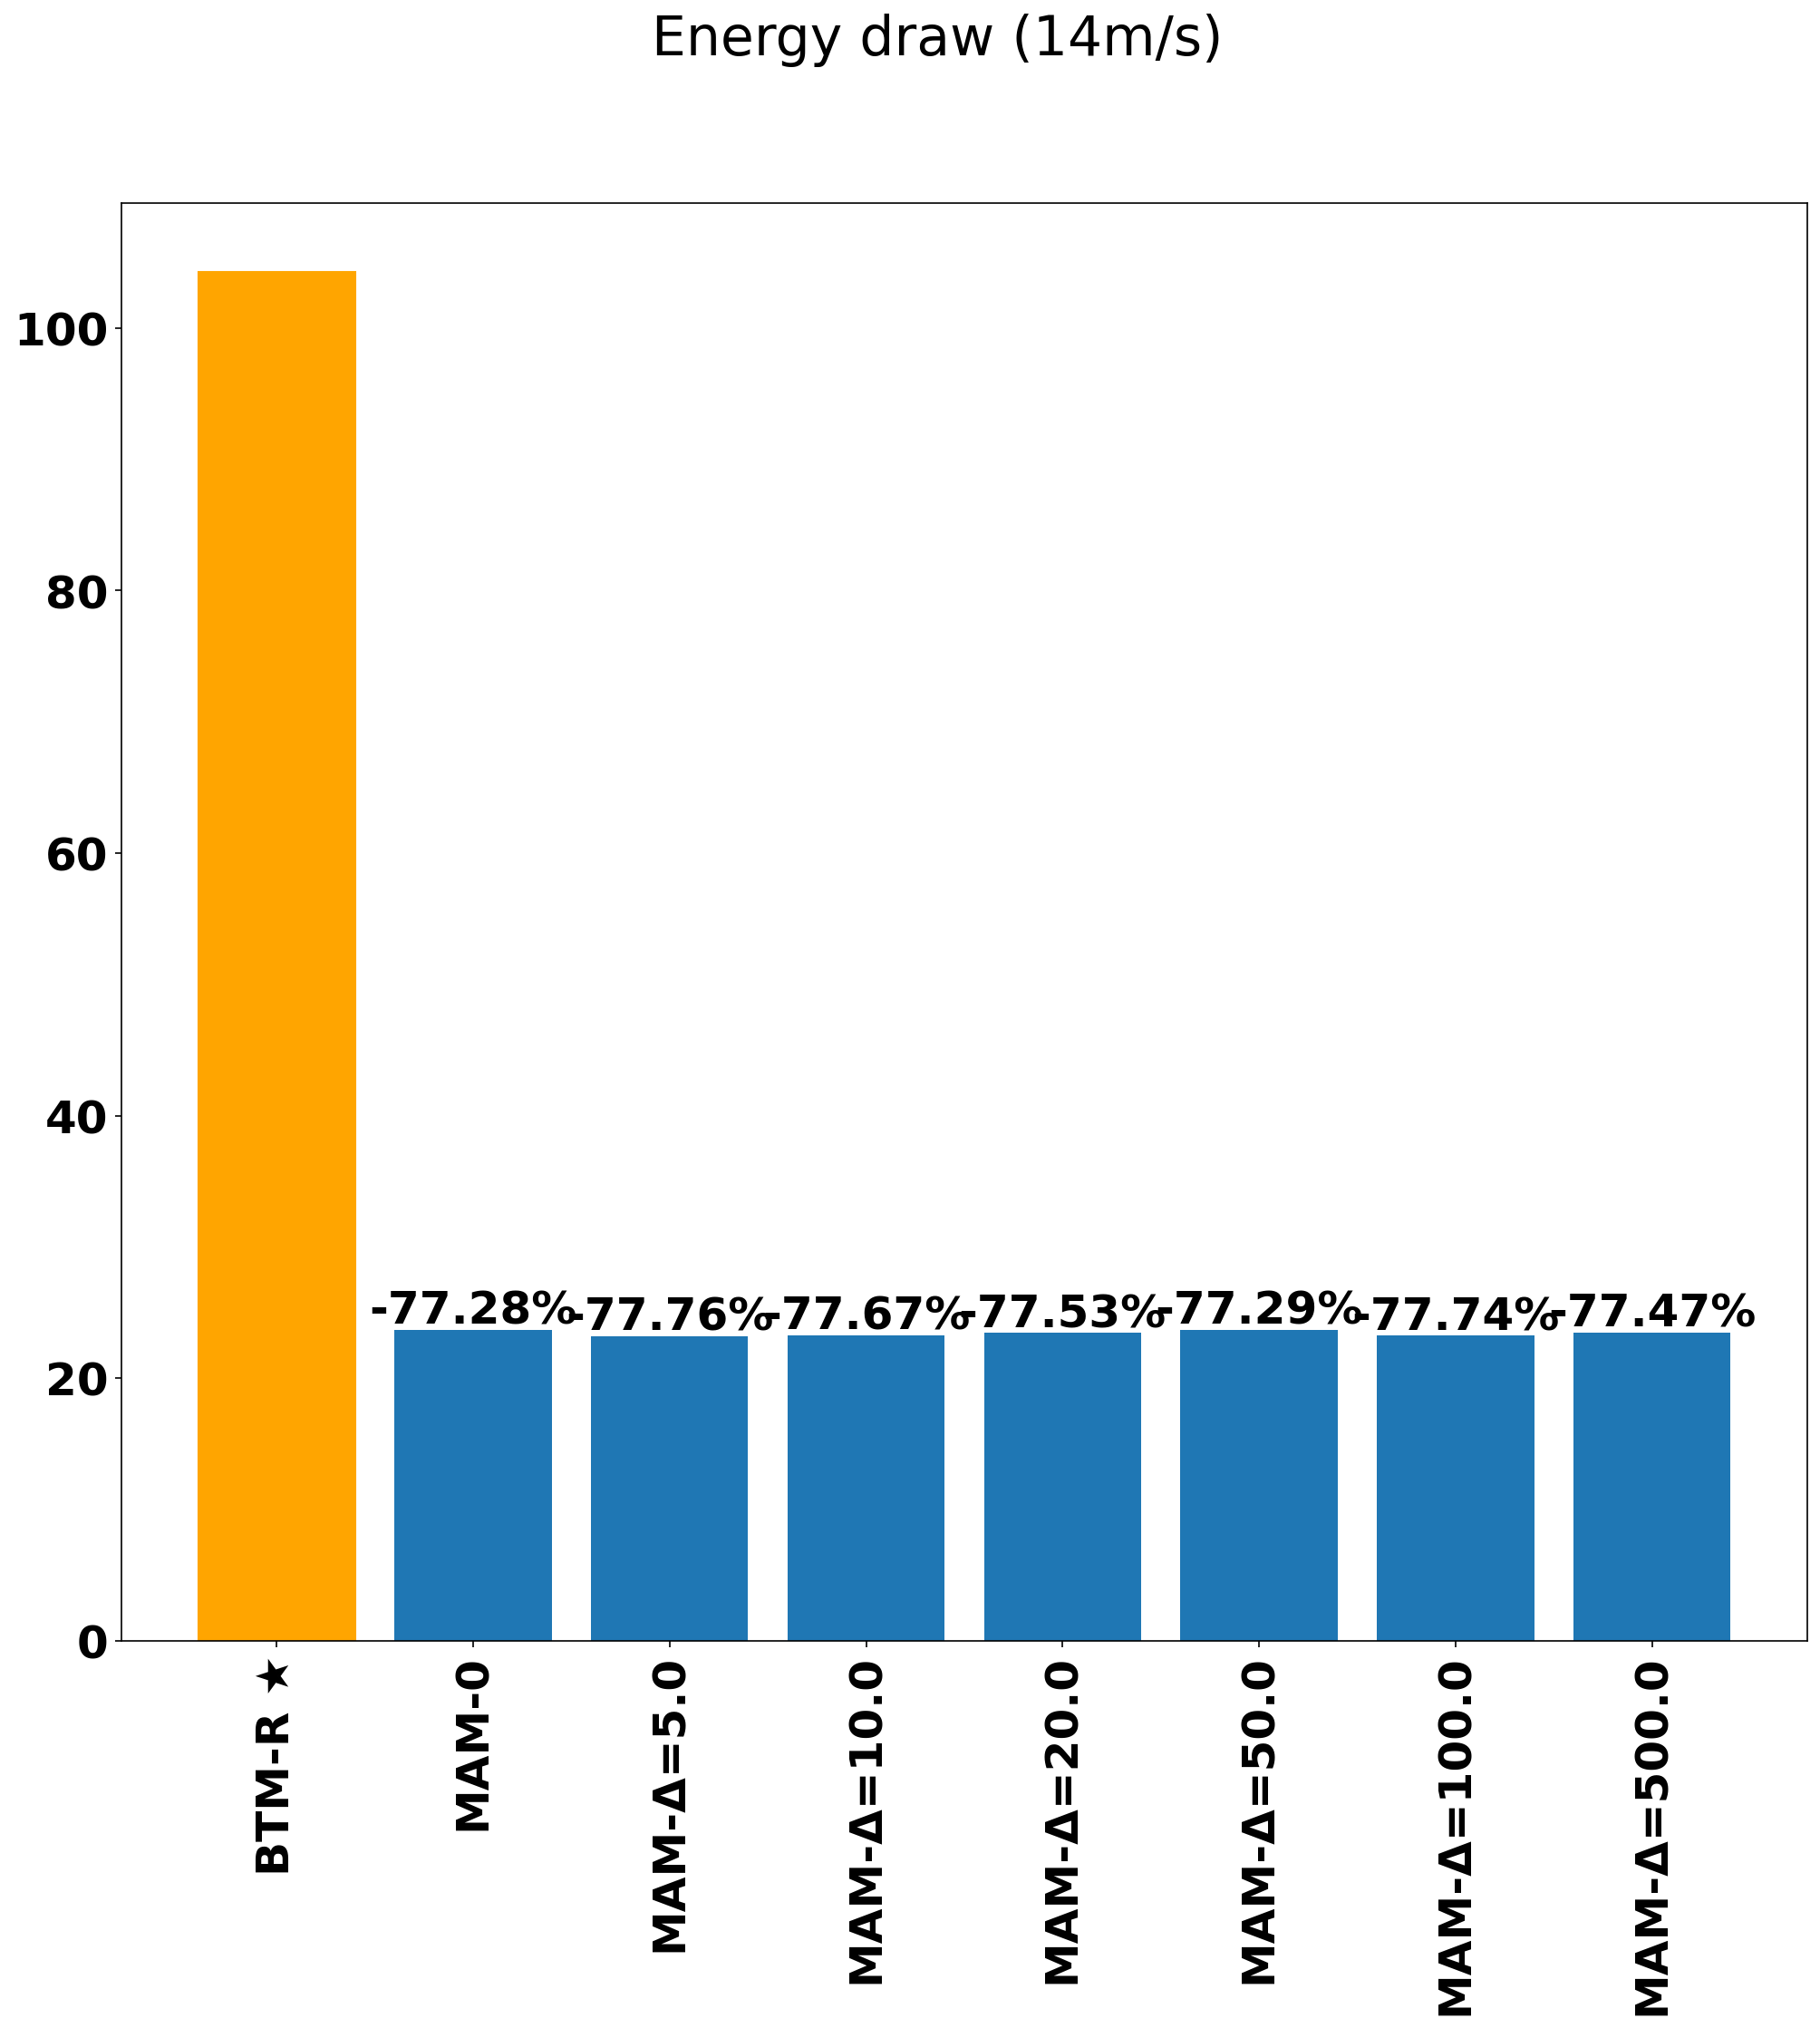 Energy draw (14m/s)
100
80
60
40
20
0
-77.28%
-77.76%
-77.67%
-77.53%
-77.29%
-77.74%
-77.47%
BTM-R ★
MAM-0
MAM-Δ=5.0
MAM-Δ=10.0
MAM-Δ=20.0
MAM-Δ=50.0
MAM-Δ=100.0
MAM-Δ=500.0